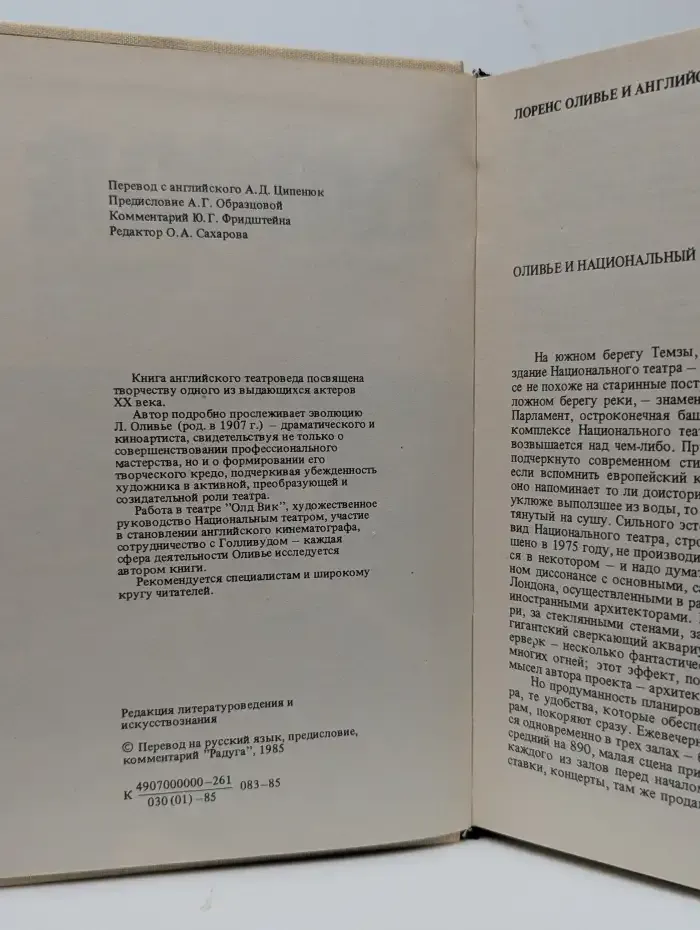 Перевод с английского А.Д. Ципенюк
Предисловие А.Г. Образцовой
Комментарий Ю.Г. Фридштейна
Редактор О.А. Сахарова
Книга английского театроведа посвящена
творчеству одного из выдающихся актеров
XX века.
Автор подробно прослеживает эволюцию
Л. Оливье (род. в 1907 г.) – драматического и
киноартиста, свидетельствуя не только о
совершенствовании профессионального
мастерства, но и о формировании его
творческого кредо, подчеркивая убежденность
художника в активной, преобразующей и
созидательной роли театра.
Работа в театре "Олд Вик", художественное
руководство Национальным театром, участие
в становлении английского кинематографа,
сотрудничество с Голливудом – каждая
сфера деятельности Оливье исследуется
автором книги.
Рекомендуется специалистам и широкому
кругу читателей.
Редакция литературоведения и
искусствознания
© Перевод на русский язык, предисловие,
комментарий "Радуга", 1985
К 4907000000–261 083–85
030(01)–85
ЛОРЕНС ОЛИВЬЕ И АНГЛИЙС
ОЛИВЬЕ И НАЦИОНАЛЬНЫЙ
На южном берегу Темзы,
здание Национального театра –
се не похоже на старинные пост
ложном берегу реки, – знамен
Парламент, остроконечная баш
комплексе Национального теа
возвышается над чем-либо. Пр
подчеркнуто современном сти
если вспомнить европейский к
оно напоминает то ли доистори
уклюже выползшее из воды, то
тянутый на сушу. Сильного эст
вид Национального театра, стро
шено в 1975 году, не производи
ся в некотором – и надо думат
ном диссонансе с основными, са
Лондона, осуществленными в ра
иностранными архитекторами.
ри, за стеклянными стенами, за
гигантский сверкающий аквариу
ерверк – несколько фантастичес
многих огней; этот эффект, по
мысел автора проекта – архитек
Но продуманность планиров
ра, те удобства, которые обеспе
рам, покоряют сразу. Ежевечерн
ся одновременно в трех залах –
средний на 890, малая сцена при
каждого из залов перед началом
ставки, концерты, там же прода